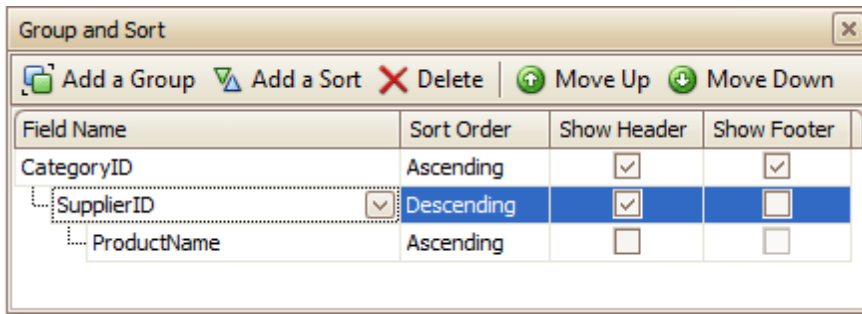 Group and Sort
Add a Group Add a Sort Delete Move Up Move Down
Field Name Sort Order Show Header Show Footer
CategoryID Ascending
SupplierID Descending
ProductName Ascending